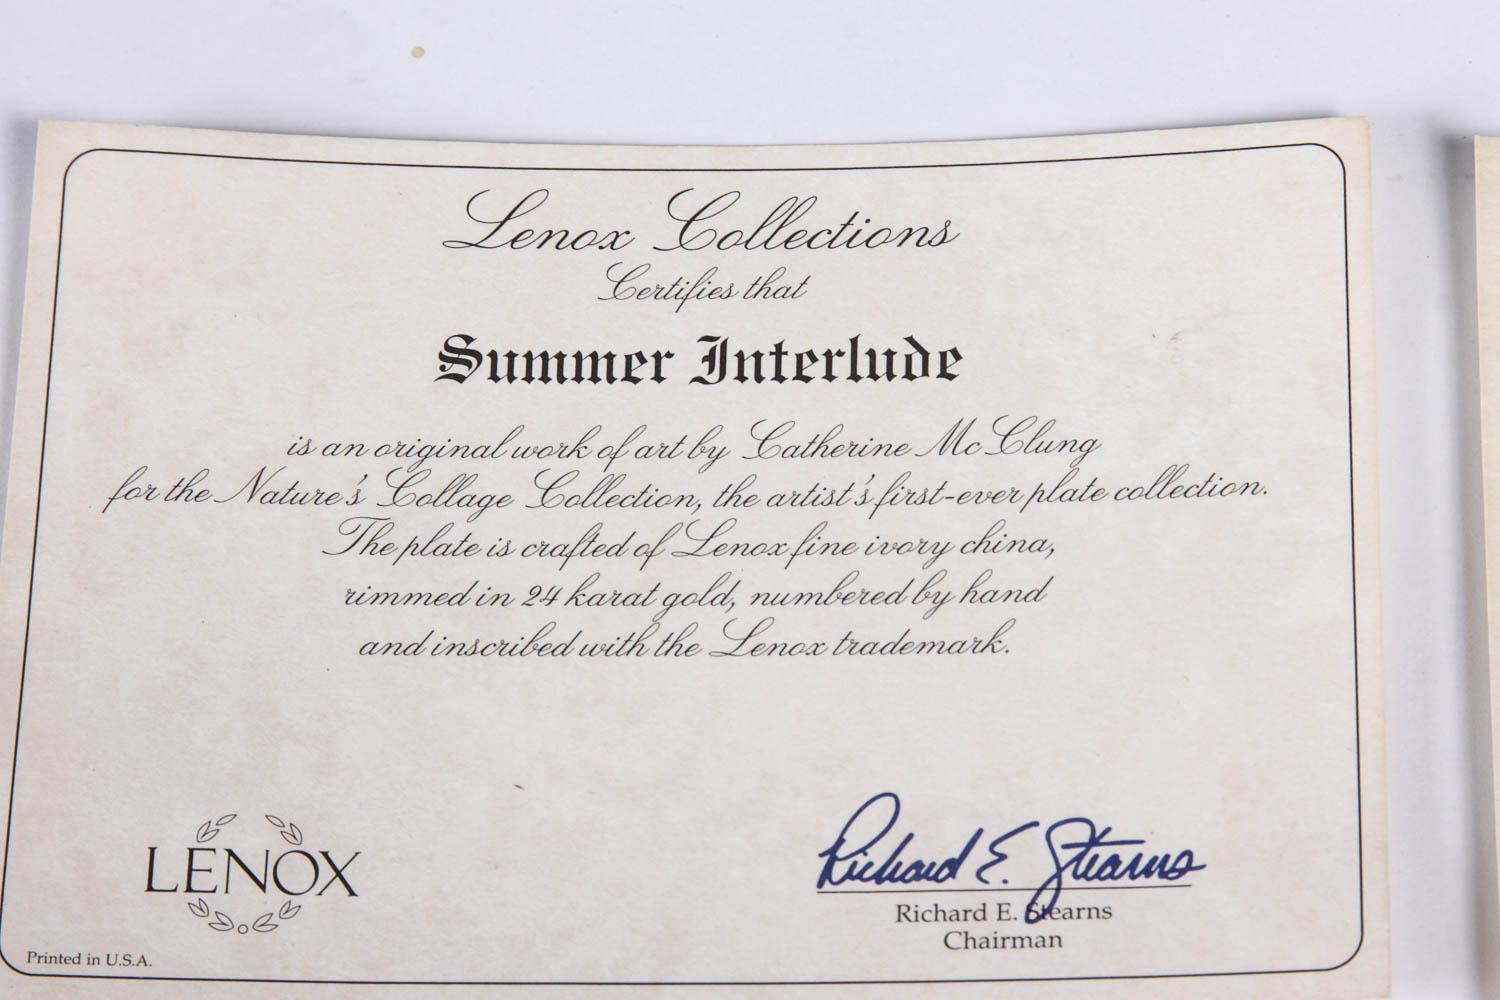 Lenox Collections
Certifies that
Summer Interlude
is an original work of art by Catherine McClung
for the Nature's Collage Collection, the artist's first-ever plate collection.
The plate is crafted of Lenox fine ivory china,
rimmed in 24 karat gold, numbered by hand
and inscribed with the Lenox trademark.
LENOX
Richard E. Stearns
Richard E. Stearns
Chairman
Printed in U.S.A.